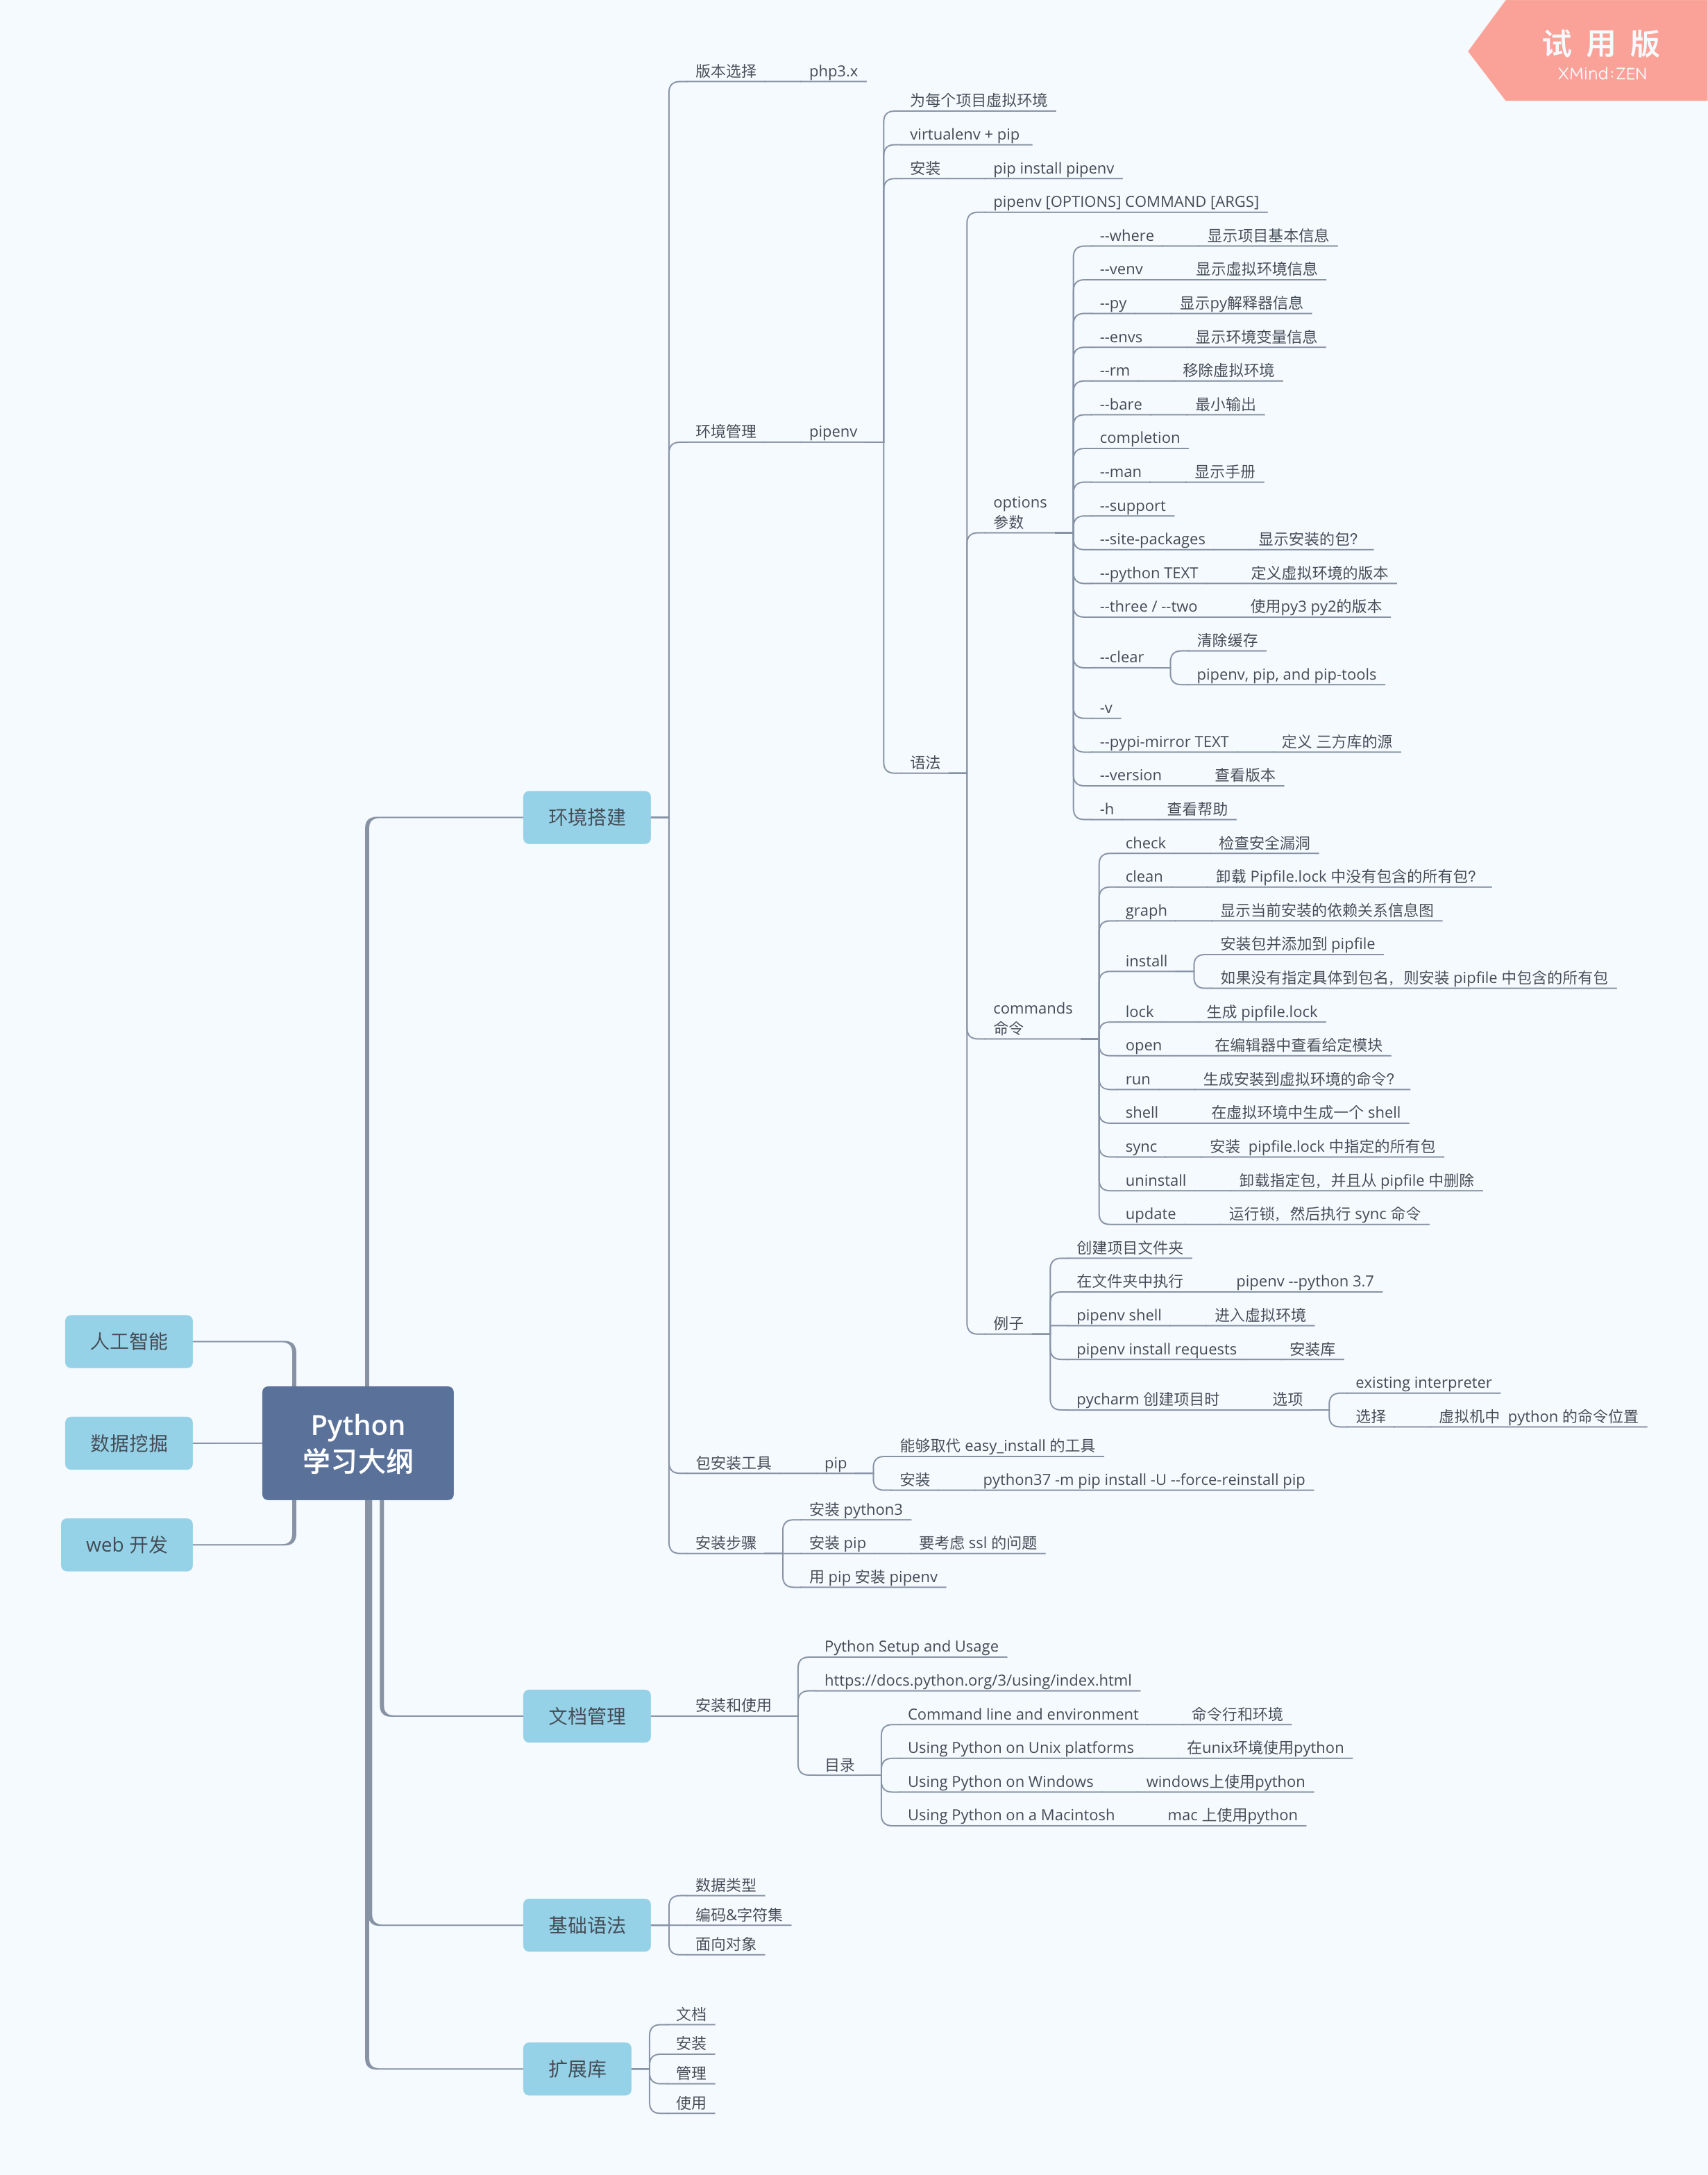 试 用 版
XMind:ZEN
版本选择
php3.x
为每个项目虚拟环境
virtualenv + pip
安装
pip install pipenv
pipenv [OPTIONS] COMMAND [ARGS]
--where
显示项目基本信息
--venv
显示虚拟环境信息
--py
显示py解释器信息
--envs
显示环境变量信息
--rm
移除虚拟环境
--bare
最小输出
环境管理
pipenv
completion
--man
显示手册
options
参数
--support
--site-packages
显示安装的包？
--python TEXT
定义虚拟环境的版本
--three / --two
使用py3 py2的版本
--clear
清除缓存
pipenv, pip, and pip-tools
-v
--pypi-mirror TEXT
定义 三方库的源
语法
--version
查看版本
-h
查看帮助
环境搭建
check
检查安全漏洞
clean
卸载 Pipfile.lock 中没有包含的所有包？
graph
显示当前安装的依赖关系信息图
install
安装包并添加到 pipfile
如果没有指定具体到包名，则安装 pipfile 中包含的所有包
commands
命令
lock
生成 pipfile.lock
open
在编辑器中查看给定模块
run
生成安装到虚拟环境的命令？
shell
在虚拟环境中生成一个 shell
sync
安装  pipfile.lock 中指定的所有包
uninstall
卸载指定包，并且从 pipfile 中删除
update
运行锁，然后执行 sync 命令
创建项目文件夹
在文件夹中执行
pipenv --python 3.7
例子
pipenv shell
进入虚拟环境
pipenv install requests
安装库
pycharm 创建项目时
选项
existing interpreter
选择
虚拟机中  python 的命令位置
人工智能
数据挖掘
web 开发
Python
学习大纲
包安装工具
pip
能够取代 easy_install 的工具
安装
python37 -m pip install -U --force-reinstall pip
安装步骤
安装 python3
安装 pip
要考虑 ssl 的问题
用 pip 安装 pipenv
文档管理
安装和使用
Python Setup and Usage
https://docs.python.org/3/using/index.html
目录
Command line and environment
命令行和环境
Using Python on Unix platforms
在unix环境使用python
Using Python on Windows
windows上使用python
Using Python on a Macintosh
mac 上使用python
基础语法
数据类型
编码&字符集
面向对象
扩展库
文档
安装
管理
使用